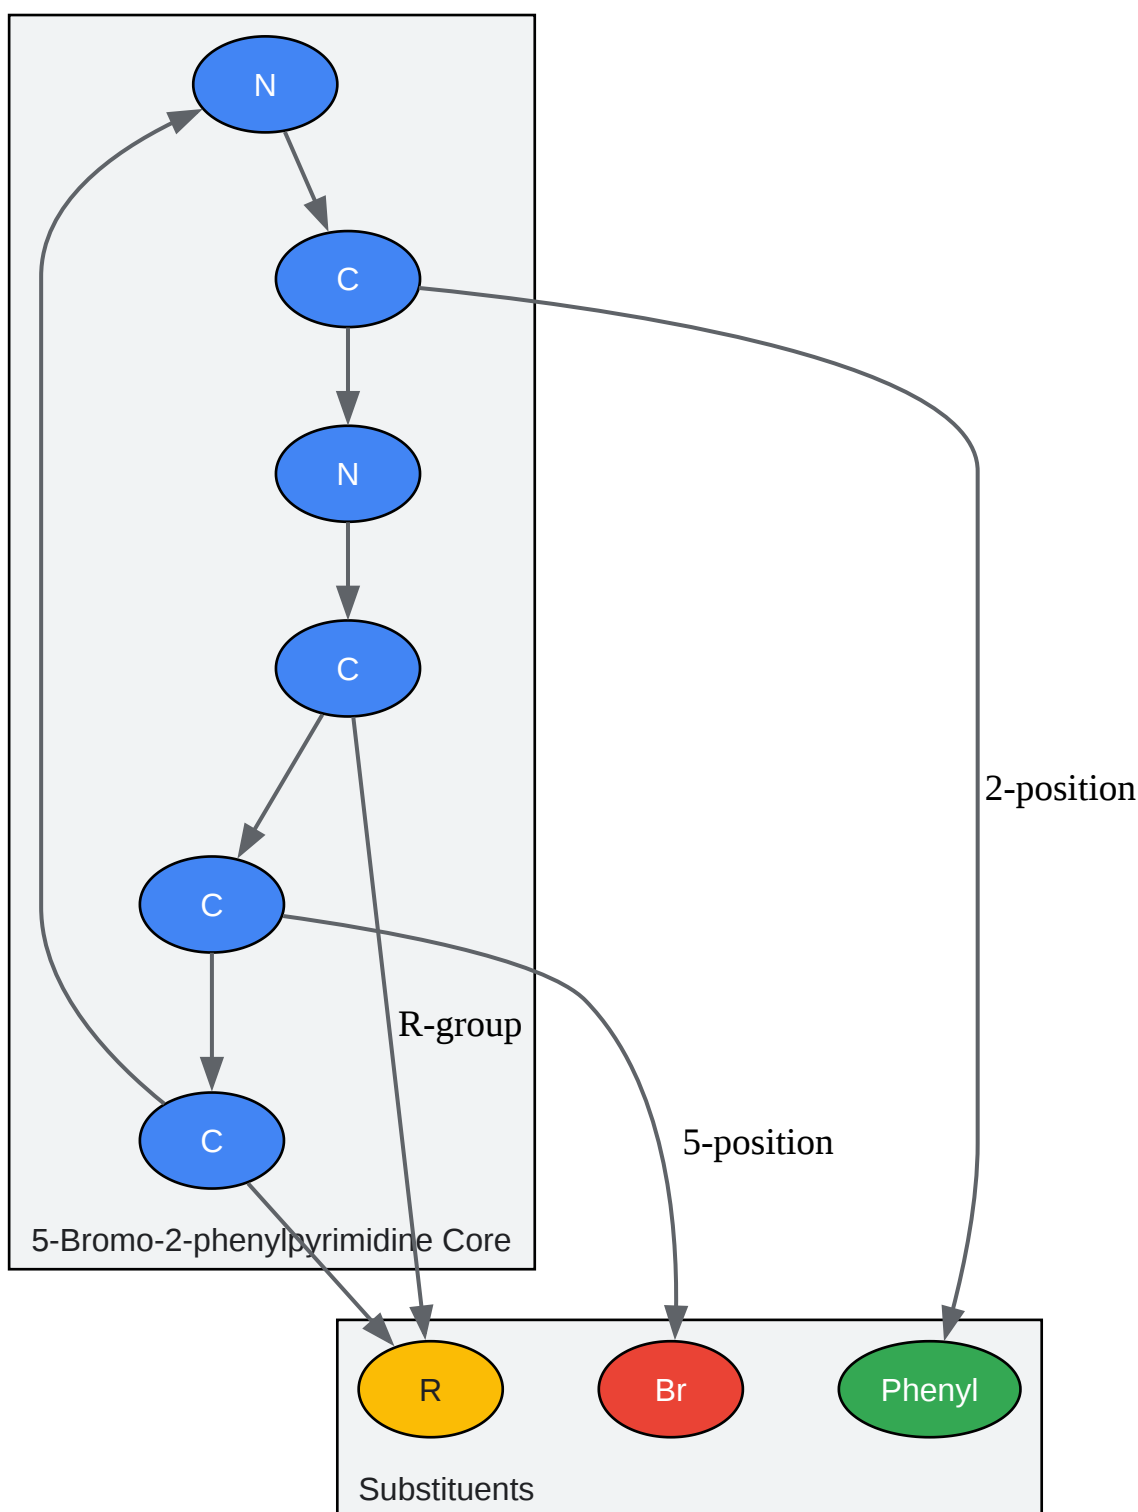 N
C
N
C
2-position
C
R-group
5-position
C
5-Bromo-2-phenylpyrimidine Core
R
Br
Phenyl
Substituents